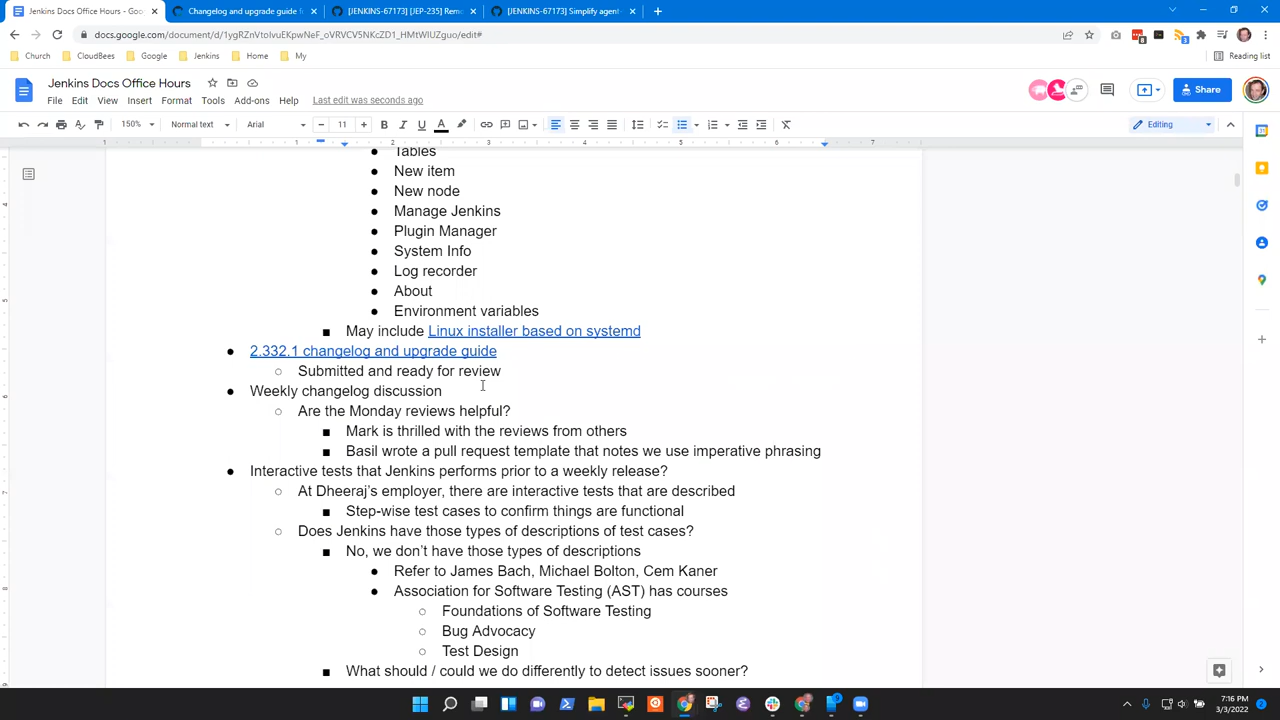 Jenkins Docs Office Hours - Goo
Changelog and upgrade guide f
[JENKINS-67173] [JEP-235] Rem
[JENKINS-67173] Simplify agent-
docs.google.com/document/d/1ygRZnVtoIvuEKpwNeF_oVRVCV5NKcZD1_HMtWIUZguo/edit#
Church
CloudBees
Google
Jenkins
Home
My
Reading list
Jenkins Docs Office Hours
File Edit View Insert Format Tools Add-ons Help Last edit was seconds ago
Share
150% Normal text Arial 11 Editing
Tables
New item
New node
Manage Jenkins
Plugin Manager
System Info
Log recorder
About
Environment variables
May include Linux installer based on systemd
2.332.1 changelog and upgrade guide
Submitted and ready for review
Weekly changelog discussion
Are the Monday reviews helpful?
Mark is thrilled with the reviews from others
Basil wrote a pull request template that notes we use imperative phrasing
Interactive tests that Jenkins performs prior to a weekly release?
At Dheeraj’s employer, there are interactive tests that are described
Step-wise test cases to confirm things are functional
Does Jenkins have those types of descriptions of test cases?
No, we don’t have those types of descriptions
Refer to James Bach, Michael Bolton, Cem Kaner
Association for Software Testing (AST) has courses
Foundations of Software Testing
Bug Advocacy
Test Design
What should / could we do differently to detect issues sooner?
7:16 PM
3/3/2022